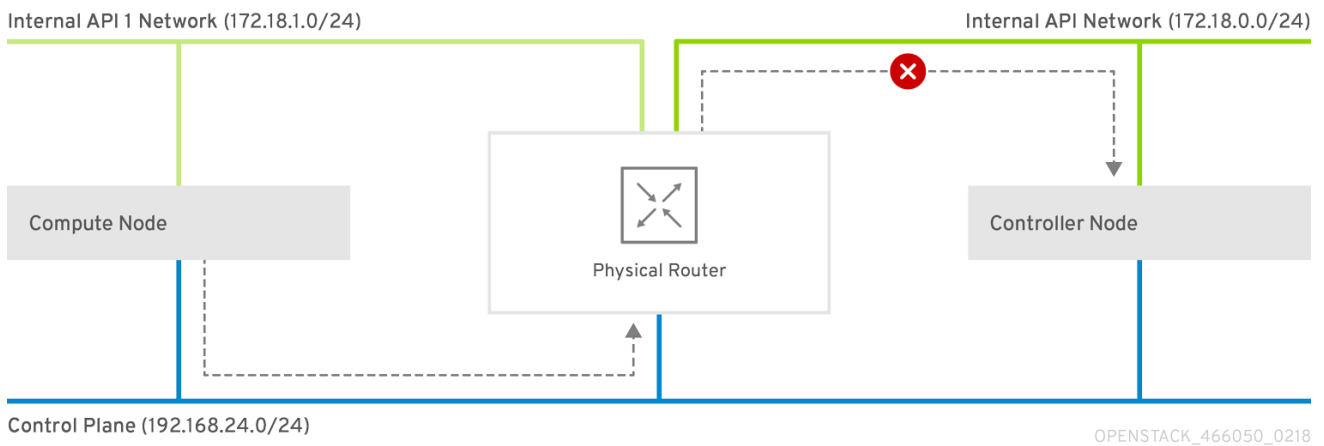 Internal API 1 Network (172.18.1.0/24)
Internal API Network (172.18.0.0/24)
Compute Node
Controller Node
Physical Router
Control Plane (192.168.24.0/24)
OPENSTACK_466050_0218